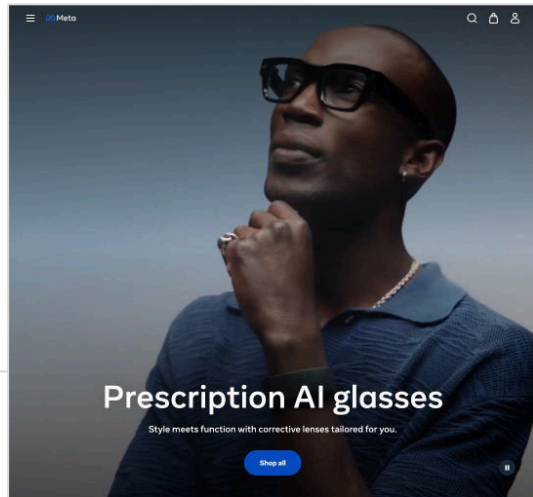 Meta
Prescription AI glasses
Style meets function with corrective lenses tailored for you.
Shop all